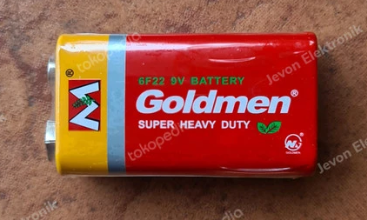 6F22 9V BATTERY
Goldmen®
SUPER HEAVY DUTY
®
tokopedia
Jevon Elektronik